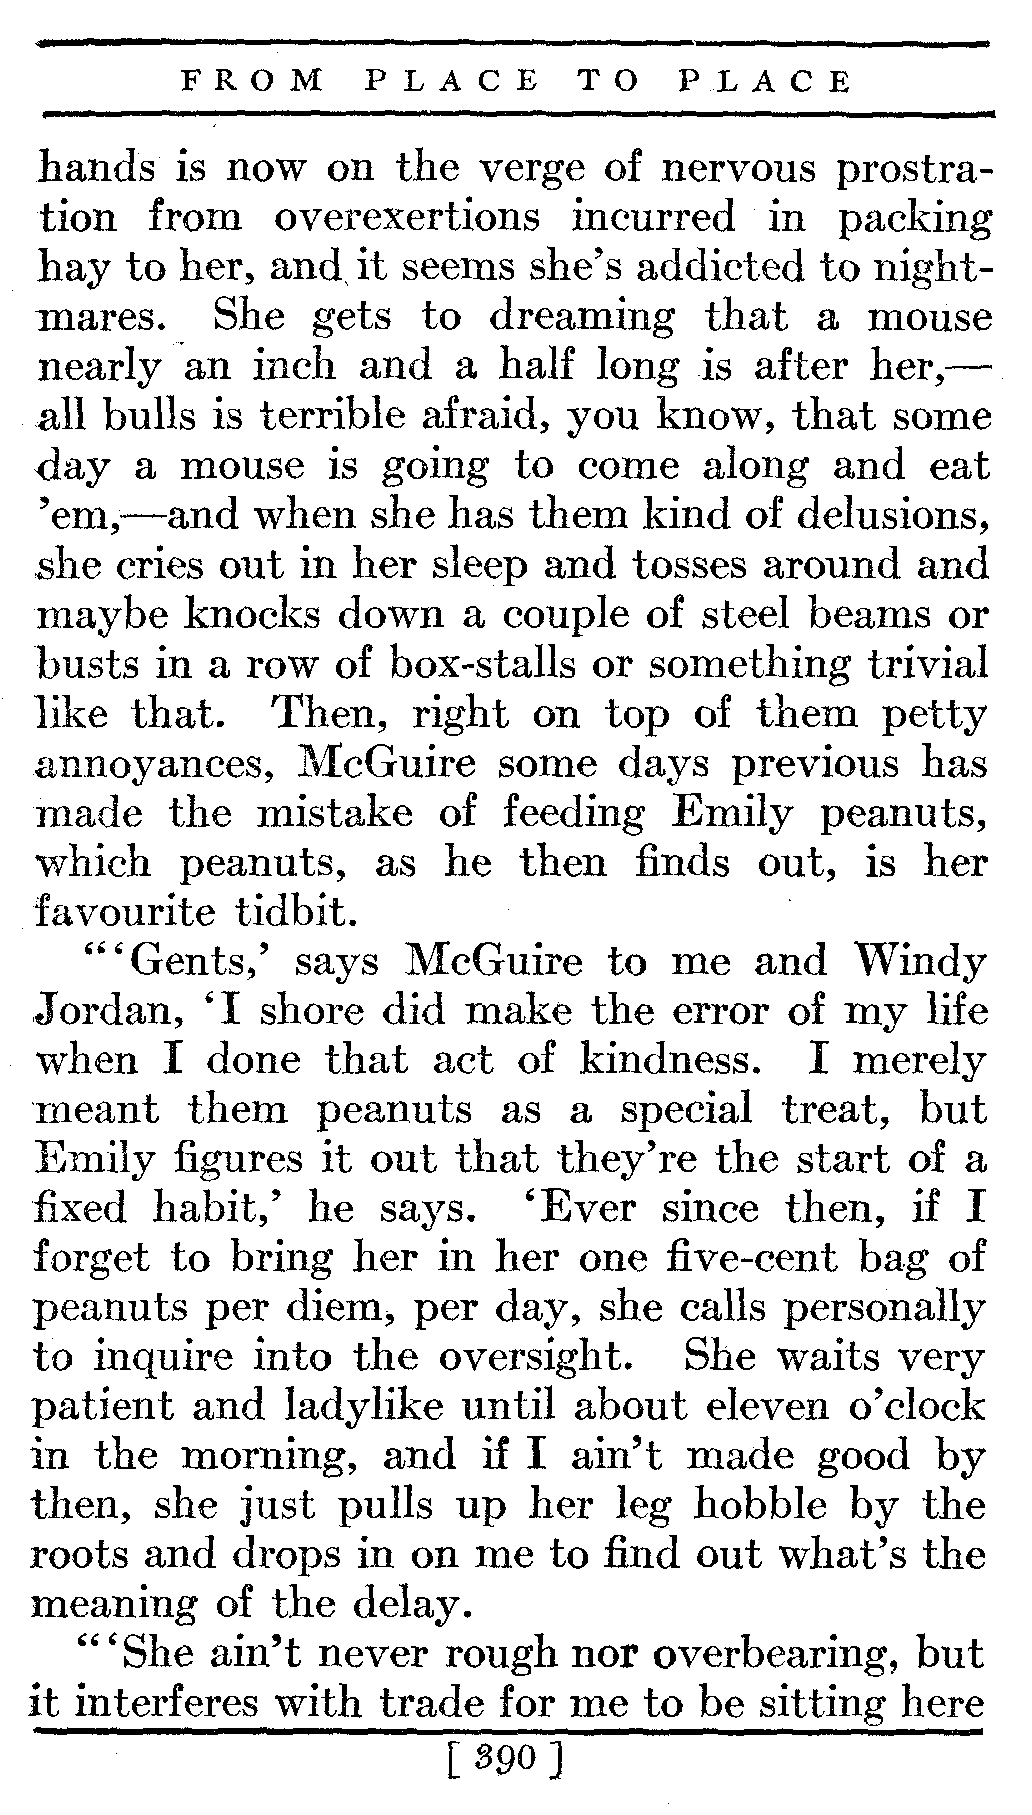 FROM PLACE TO PLACE
hands is now on the verge of nervous prostra-
tion from overexertions incurred in packing
hay to her, and it seems she's addicted to night-
mares. She gets to dreaming that a mouse
nearly an inch and a half long is after her,—
all bulls is terrible afraid, you know, that some
day a mouse is going to come along and eat
'em,—and when she has them kind of delusions,
she cries out in her sleep and tosses around and
maybe knocks down a couple of steel beams or
busts in a row of box-stalls or something trivial
like that. Then, right on top of them petty
annoyances, McGuire some days previous has
made the mistake of feeding Emily peanuts,
which peanuts, as he then finds out, is her
favourite tidbit.
"'Gents,' says McGuire to me and Windy
Jordan, 'I shore did make the error of my life
when I done that act of kindness. I merely
meant them peanuts as a special treat, but
Emily figures it out that they're the start of a
fixed habit,' he says. 'Ever since then, if I
forget to bring her in her one five-cent bag of
peanuts per diem, per day, she calls personally
to inquire into the oversight. She waits very
patient and ladylike until about eleven o'clock
in the morning, and if I ain't made good by
then, she just pulls up her leg hobble by the
roots and drops in on me to find out what's the
meaning of the delay.
"'She ain't never rough nor overbearing, but
it interferes with trade for me to be sitting here
[ 390 ]